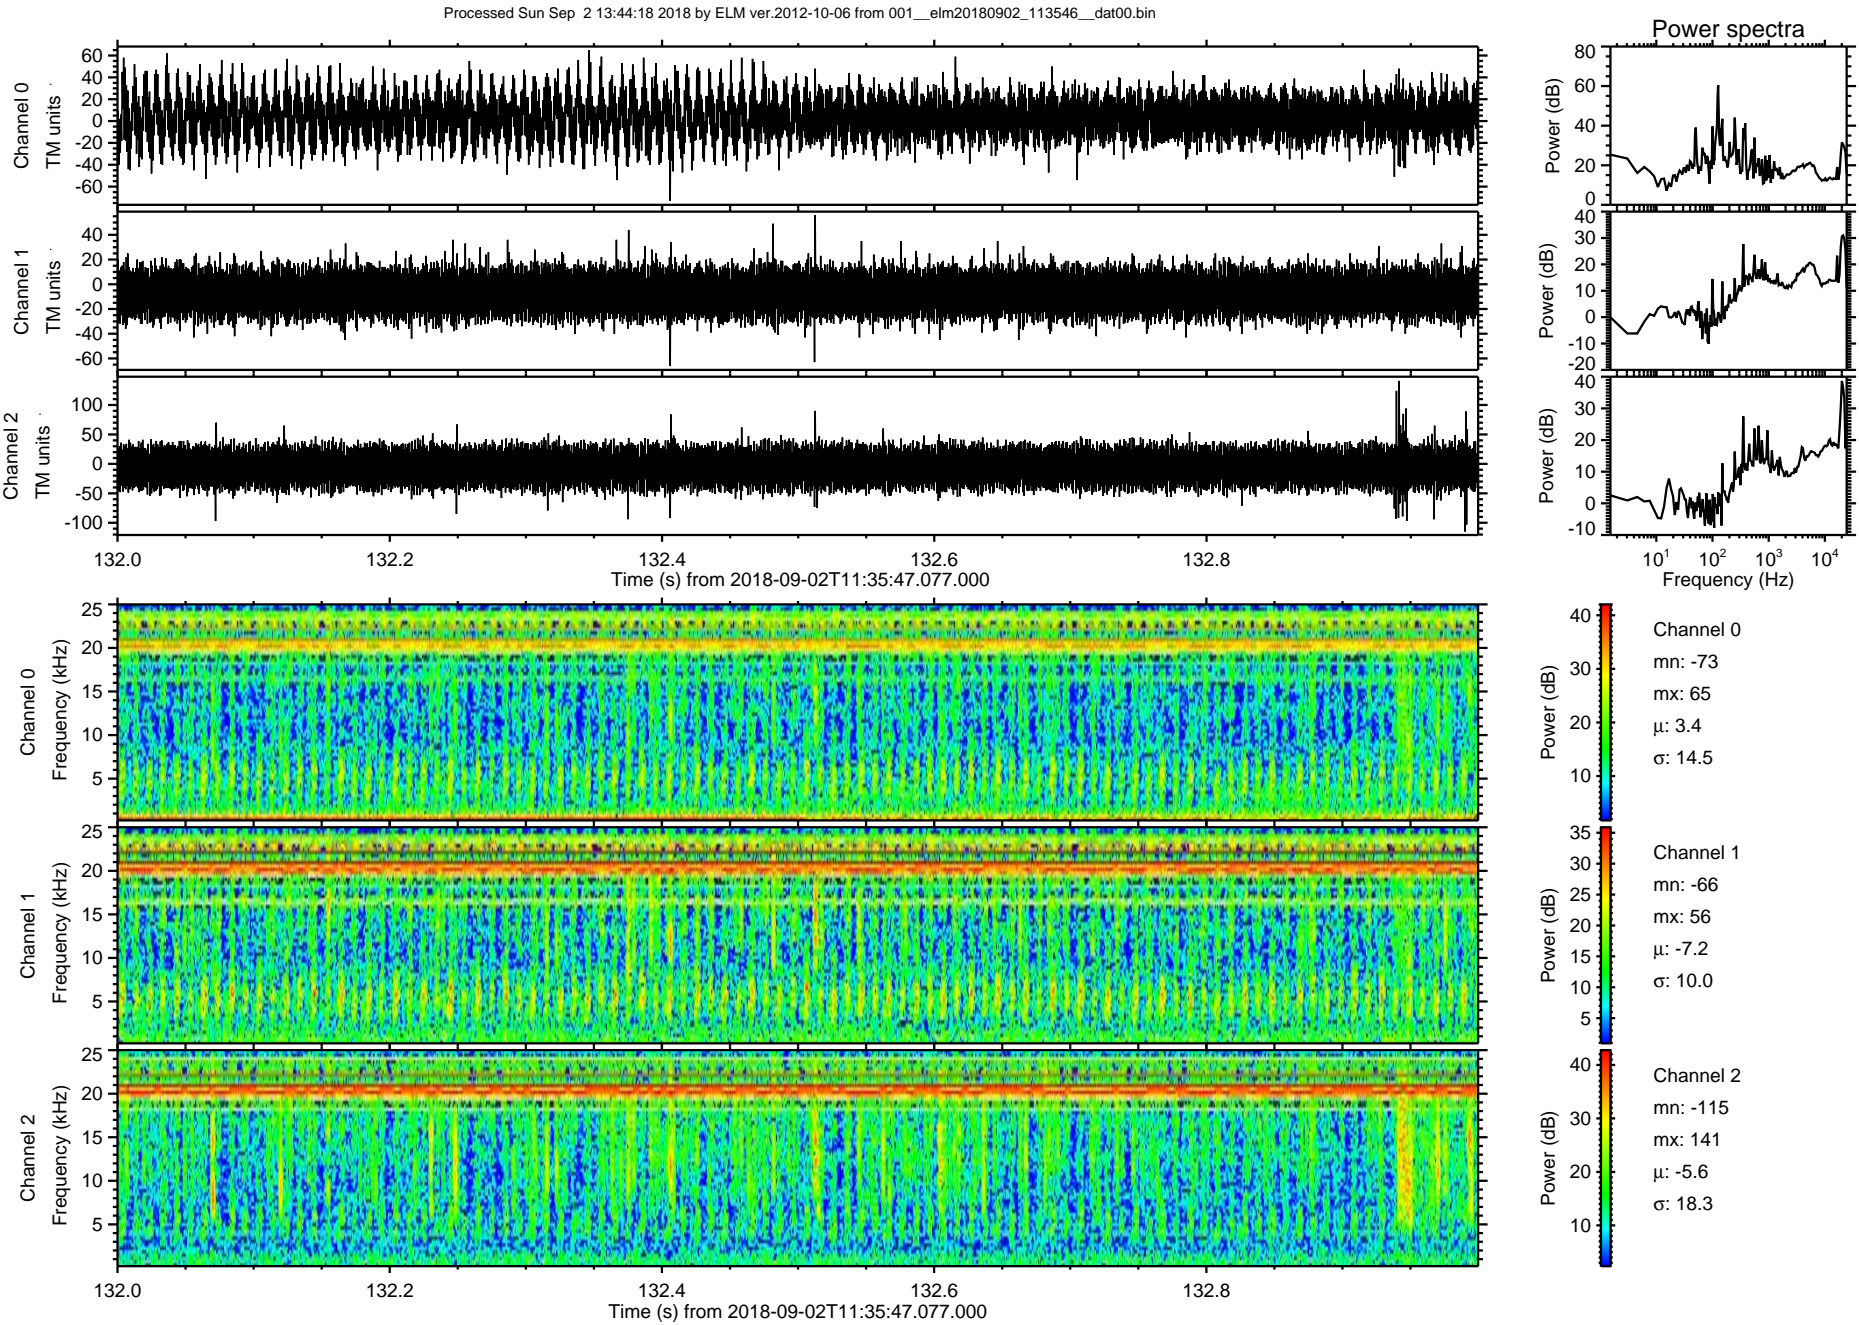 Processed Sun Sep 2 13:44:18 2018 by ELM ver.2012-10-06 from 001__elm20180902_113546__dat00.bin
Power spectra
Channel 0
TM units
60
40
20
0
-20
-40
-60
Power (dB)
80
60
40
20
0
Channel 1
TM units
40
20
0
-20
-40
-60
Power (dB)
40
30
20
10
0
-10
-20
Channel 2
TM units
100
50
0
-50
-100
Power (dB)
40
30
20
10
0
-10
132.0 132.2 132.4 132.6 132.8
Time (s) from 2018-09-02T11:35:47.077.000
10^1 10^2 10^3 10^4
Frequency (Hz)
Channel 0
Frequency (kHz)
25
20
15
10
5
Power (dB)
40
30
20
10
Channel 0
mn: -73
mx: 65
μ: 3.4
σ: 14.5
Channel 1
Frequency (kHz)
25
20
15
10
5
Power (dB)
35
30
25
20
15
10
5
Channel 1
mn: -66
mx: 56
μ: -7.2
σ: 10.0
Channel 2
Frequency (kHz)
25
20
15
10
5
Power (dB)
40
30
20
10
Channel 2
mn: -115
mx: 141
μ: -5.6
σ: 18.3
132.0 132.2 132.4 132.6 132.8
Time (s) from 2018-09-02T11:35:47.077.000